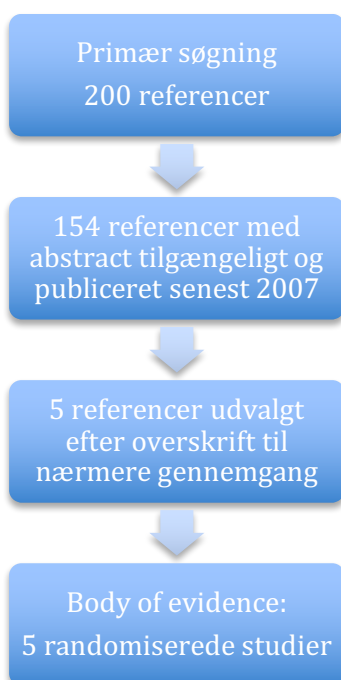 Primær søgning
200 referencer
154 referencer med
abstract tilgængeligt og
publiceret senest 2007
5 referencer udvalgt
efter overskrift til
nærmere gennemgang
Body of evidence:
5 randomiserede studier